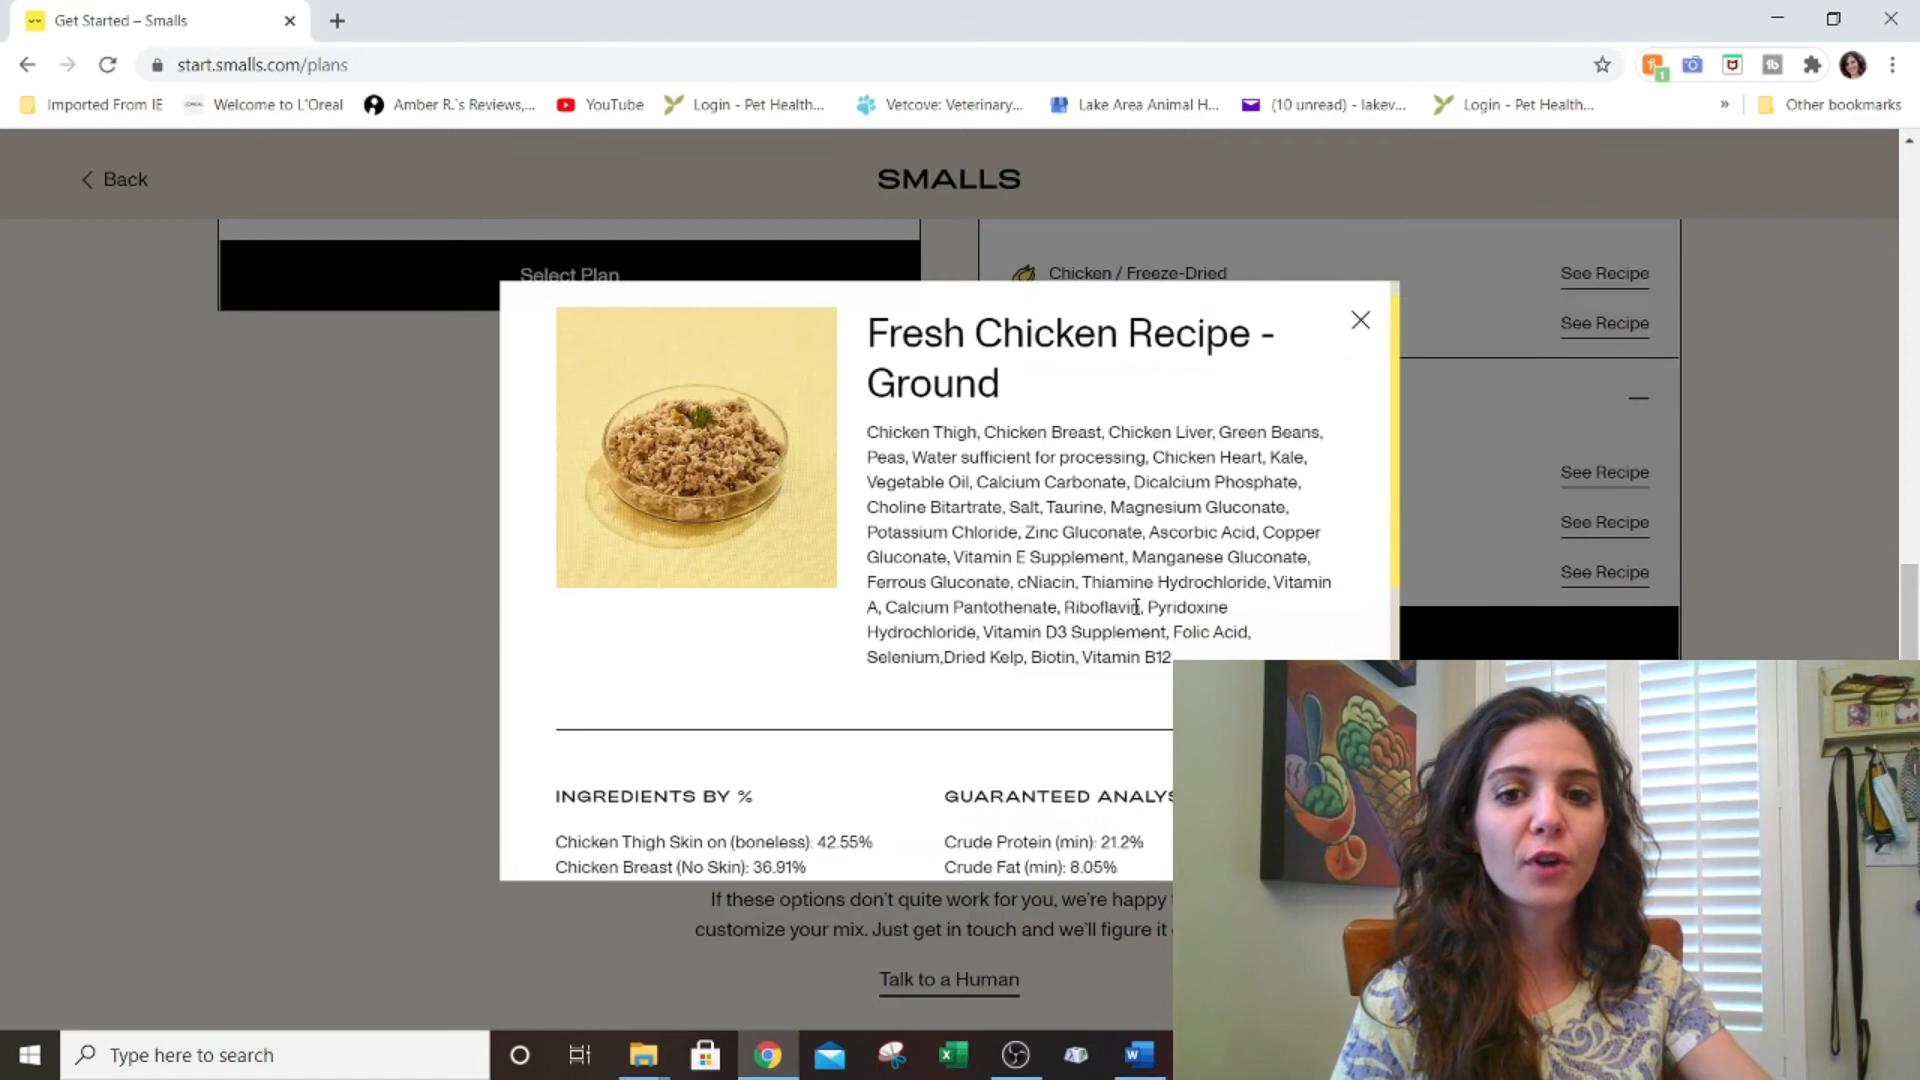 Get Started – Smalls
start.smalls.com/plans
Imported From IE
Welcome to L'Oreal
Amber R.`s Reviews,...
YouTube
Login - Pet Health...
Vetcove: Veterinary...
Lake Area Animal H...
(10 unread) - lakev...
Login - Pet Health...
»
Other bookmarks
Back
SMALLS
Select Plan
Chicken / Freeze-Dried
See Recipe
See Recipe
Fresh Chicken Recipe -
Ground
Chicken Thigh, Chicken Breast, Chicken Liver, Green Beans,
Peas, Water sufficient for processing, Chicken Heart, Kale,
Vegetable Oil, Calcium Carbonate, Dicalcium Phosphate,
Choline Bitartrate, Salt, Taurine, Magnesium Gluconate,
Potassium Chloride, Zinc Gluconate, Ascorbic Acid, Copper
Gluconate, Vitamin E Supplement, Manganese Gluconate,
Ferrous Gluconate, cNiacin, Thiamine Hydrochloride, Vitamin
A, Calcium Pantothenate, Riboflavin, Pyridoxine
Hydrochloride, Vitamin D3 Supplement, Folic Acid,
Selenium,Dried Kelp, Biotin, Vitamin B12
See Recipe
See Recipe
See Recipe
INGREDIENTS BY %
Chicken Thigh Skin on (boneless): 42.55%
Chicken Breast (No Skin): 36.91%
GUARANTEED ANALYS
Crude Protein (min): 21.2%
Crude Fat (min): 8.05%
If these options don't quite work for you, we're happy
customize your mix. Just get in touch and we'll figure it
Talk to a Human
Type here to search